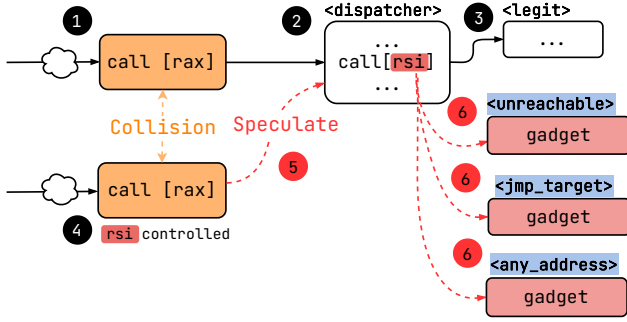 1
call [rax]
2
<dispatcher>
...
call[rsi]
...
3
<legit>
...
Collision
Speculate
5
call [rax]
4
rsi controlled
6
<unreachable>
gadget
6
<jmp_target>
gadget
6
<any_address>
gadget